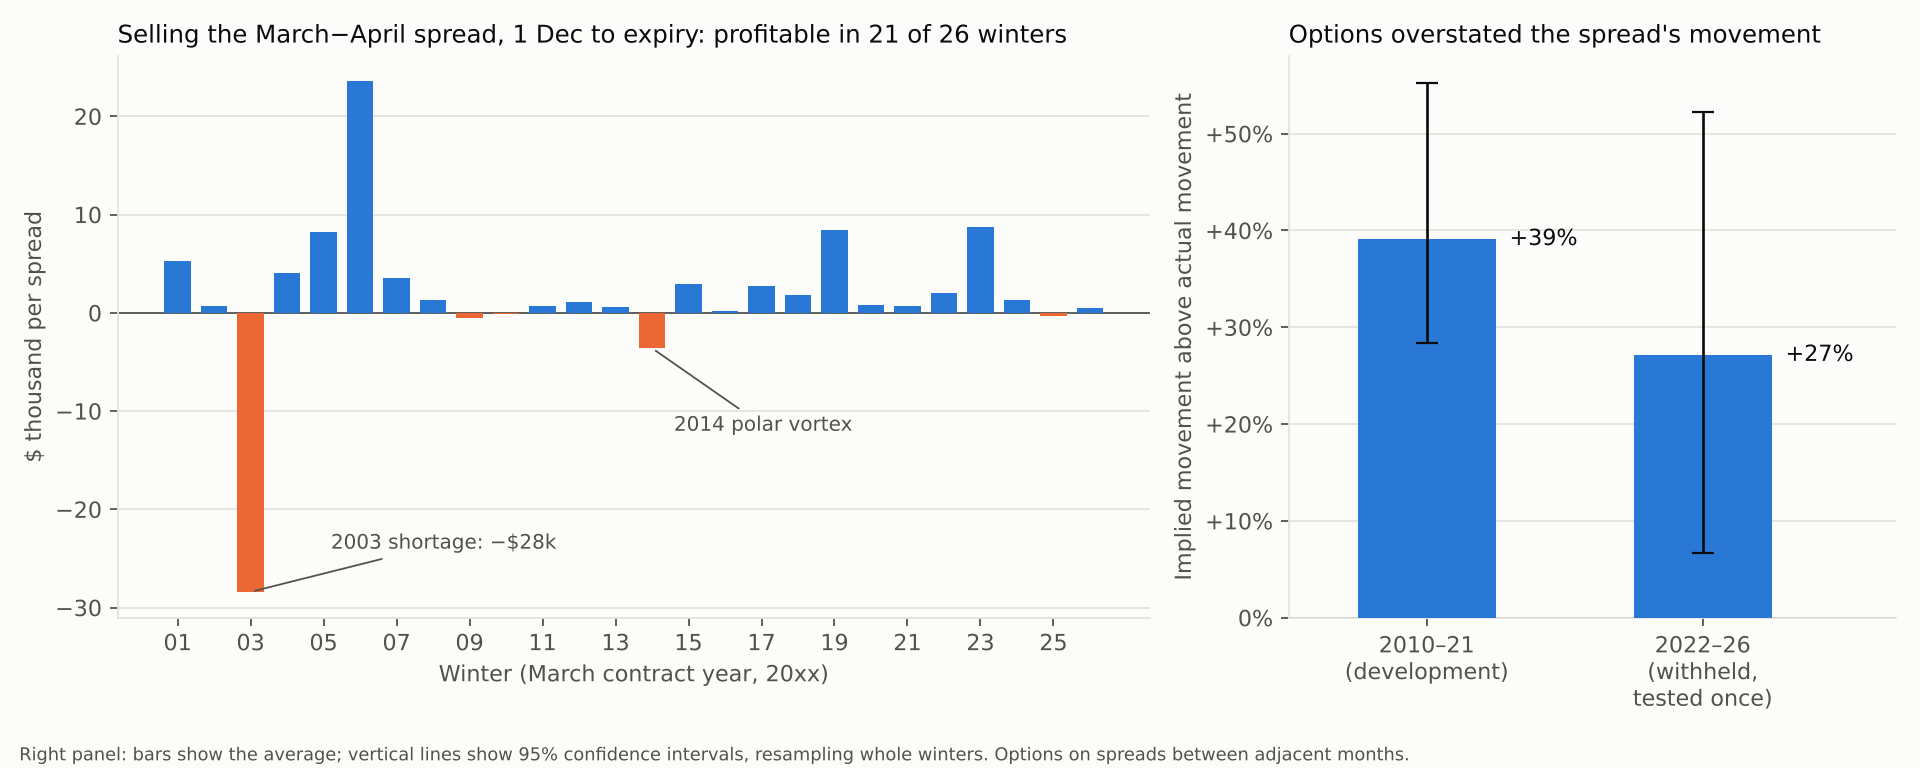 Selling the March−April spread, 1 Dec to expiry: profitable in 21 of 26 winters
$ thousand per spread
20
10
0
−10
−20
−30
2014 polar vortex
2003 shortage: −$28k
01 03 05 07 09 11 13 15 17 19 21 23 25
Winter (March contract year, 20xx)
Options overstated the spread's movement
Implied movement above actual movement
+50%
+40%
+30%
+20%
+10%
0%
+39%
+27%
2010–21
(development)
2022–26
(withheld,
tested once)
Right panel: bars show the average; vertical lines show 95% confidence intervals, resampling whole winters. Options on spreads between adjacent months.